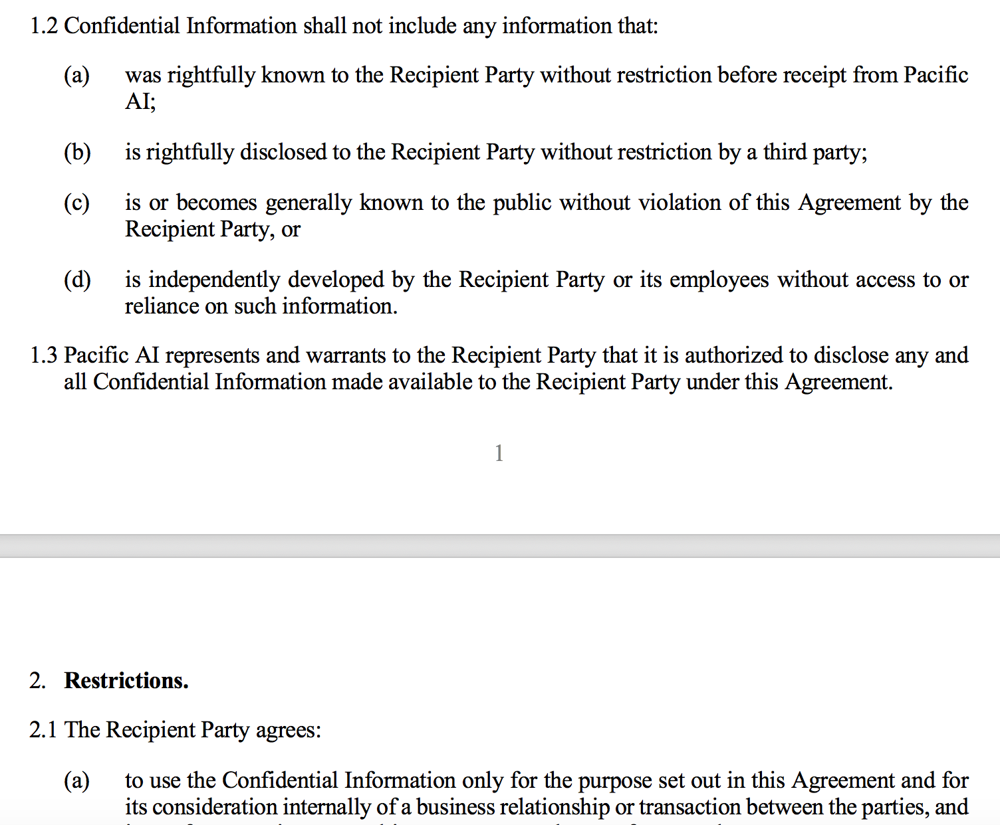 1.2 Confidential Information shall not include any information that:
(a) was rightfully known to the Recipient Party without restriction before receipt from Pacific
AI;
(b) is rightfully disclosed to the Recipient Party without restriction by a third party;
(c) is or becomes generally known to the public without violation of this Agreement by the
Recipient Party, or
(d) is independently developed by the Recipient Party or its employees without access to or
reliance on such information.
1.3 Pacific AI represents and warrants to the Recipient Party that it is authorized to disclose any and
all Confidential Information made available to the Recipient Party under this Agreement.
1
2. Restrictions.
2.1 The Recipient Party agrees:
(a) to use the Confidential Information only for the purpose set out in this Agreement and for
its consideration internally of a business relationship or transaction between the parties, and